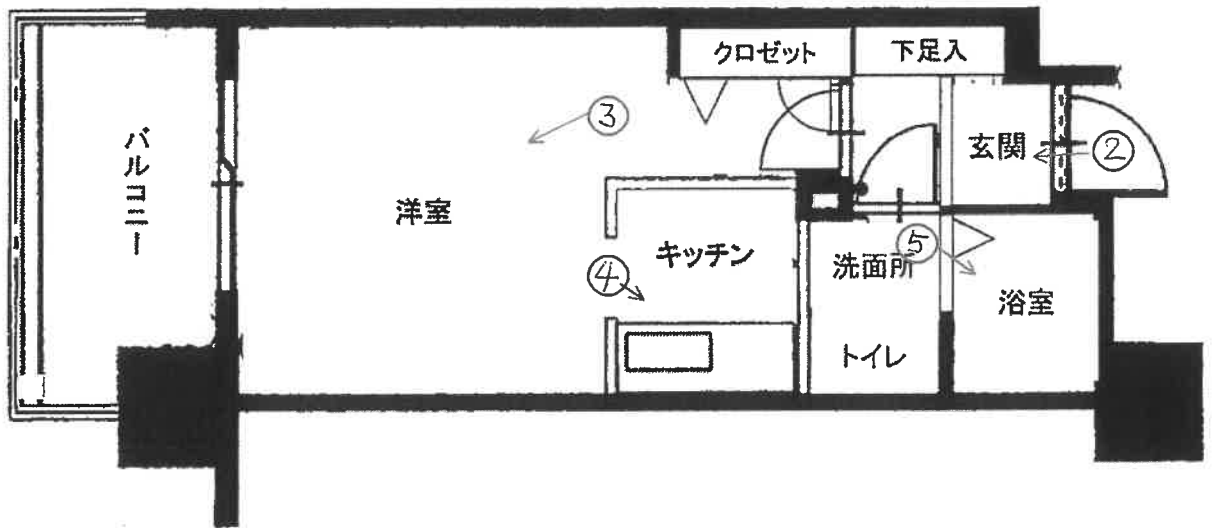 クロゼット
下足入
③
バルコニー
玄関
②
洋室
キッチン
④
洗面所
⑤
浴室
トイレ